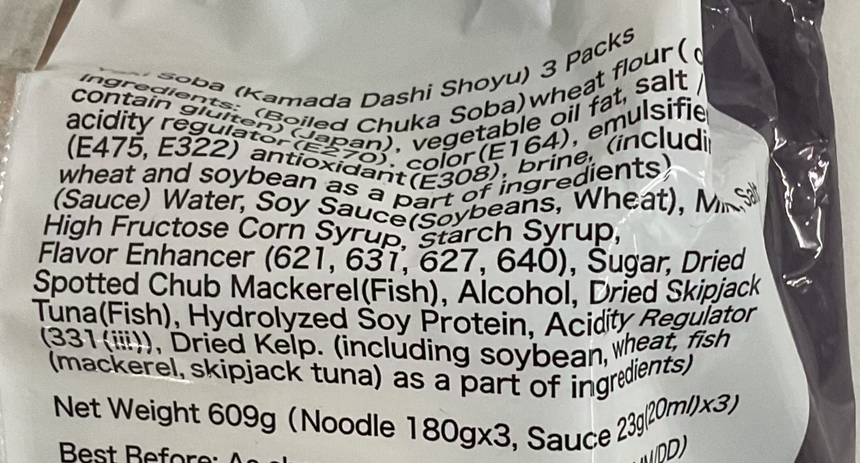 Soba (Kamada Dashi Shoyu) 3 Packs
Ingredients: (Boiled Chuka Soba)wheat flour(
contain gluten) (Japan), vegetable oil fat, salt
acidity regulator(E270), color(E164), emulsifie
(E475, E322) antioxidant(E308), brine, (includi
wheat and soybean as a part of ingredients)
(Sauce) Water, Soy Sauce(Soybeans, Wheat), Salt
High Fructose Corn Syrup, Starch Syrup,
Flavor Enhancer (621, 631, 627, 640), Sugar, Dried
Spotted Chub Mackerel(Fish), Alcohol, Dried Skipjack
Tuna(Fish), Hydrolyzed Soy Protein, Acidity Regulator
(331(iii)), Dried Kelp. (including soybean, wheat, fish
(mackerel, skipjack tuna) as a part of ingredients)
Net Weight 609g (Noodle 180gx3, Sauce 23g(20ml)x3)
Best Before: